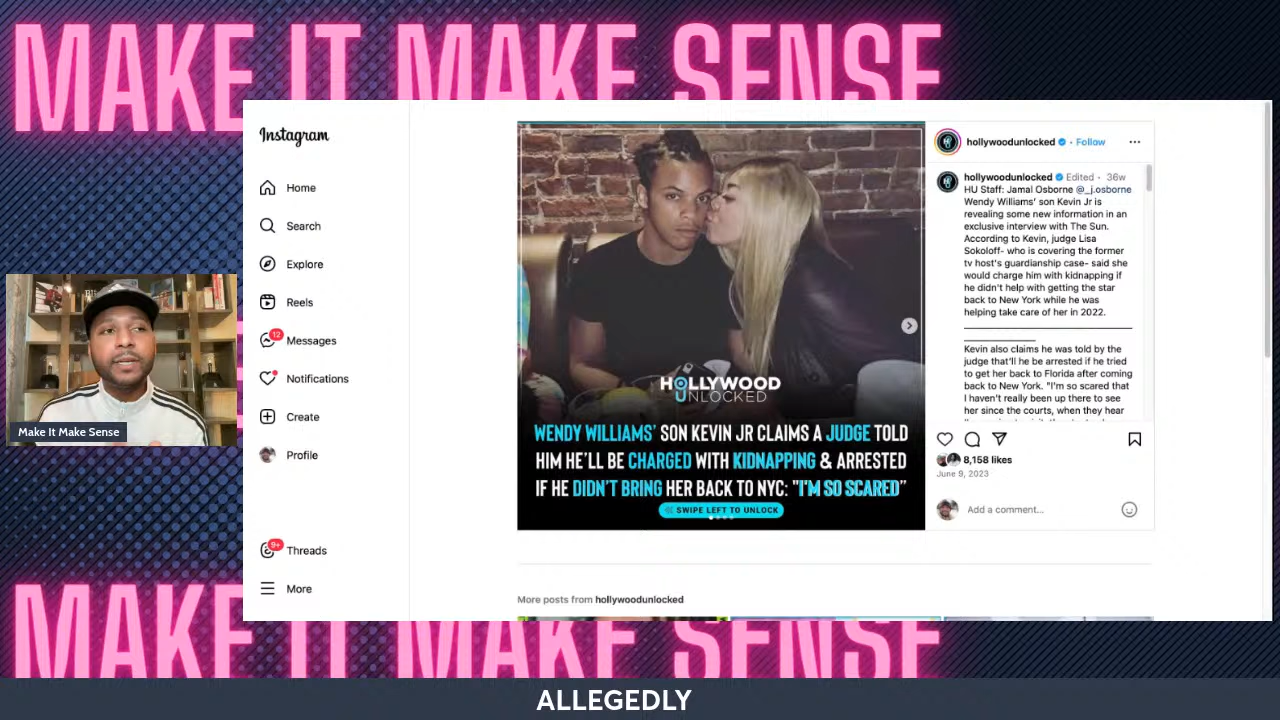 MAKE IT MAKE SENSE
Instagram
Home
Search
Explore
Reels
12
Messages
Notifications
Create
Profile
9+
Threads
More
Make It Make Sense
HOLLYWOOD
UNLOCKED
WENDY WILLIAMS' SON KEVIN JR CLAIMS A JUDGE TOLD
HIM HE'LL BE CHARGED WITH KIDNAPPING & ARRESTED
IF HE DIDN'T BRING HER BACK TO NYC: "I'M SO SCARED"
SWIPE LEFT TO UNLOCK
hollywoodunlocked • Follow
hollywoodunlocked Edited • 36w
HU Staff: Jamal Osborne @_j.osborne
Wendy Williams' son Kevin Jr is
revealing some new information in an
exclusive interview with The Sun.
According to Kevin, judge Lisa
Sokoloff- who is covering the former
tv host's guardianship case- said she
would charge him with kidnapping if
he didn't help with getting the star
back to New York while he was
helping take care of her in 2022.
Kevin also claims he was told by the
judge that'll he be arrested if he tried
to get her back to Florida after coming
back to New York. "I'm so scared that
I haven't really been up there to see
her since the courts, when they hear
8,158 likes
June 9, 2023
Add a comment...
More posts from hollywoodunlocked
MAKE IT MAKE SENSE
ALLEGEDLY